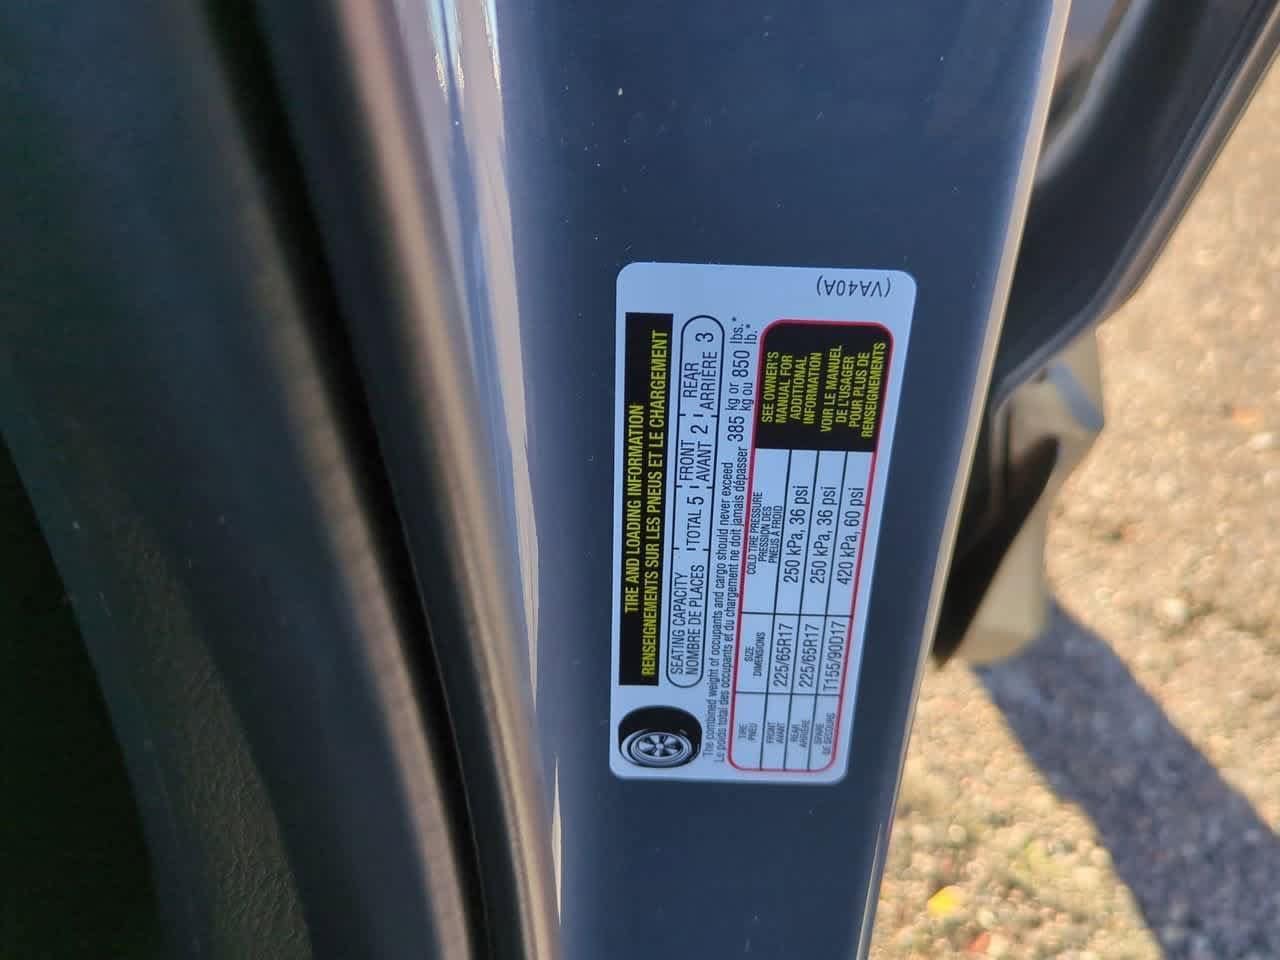 (VA40A)
TIRE AND LOADING INFORMATION
RENSEIGNEMENTS SUR LES PNEUS ET LE CHARGEMENT
SEATING CAPACITY TOTAL 5 FRONT 2 REAR 3
NOMBRE DE PLACES AVANT ARRIÈRE
The combined weight of occupants and cargo should never exceed 385 kg or 850 lbs.*
Le poids total des occupants et du chargement ne doit jamais dépasser kg ou lb.*
TIRE SIZE COLD TIRE PRESSURE
PNEU DIMENSIONS PRESSION DES
PNEUS À FROID
FRONT 225/65R17 250 kPa, 36 psi
AVANT
REAR 225/65R17 250 kPa, 36 psi
ARRIÈRE
SPARE T155/90D17 420 kPa, 60 psi
DE SECOURS
SEE OWNER'S
MANUAL FOR
ADDITIONAL
INFORMATION
VOIR LE MANUEL
DE L'USAGER
POUR PLUS DE
RENSEIGNEMENTS